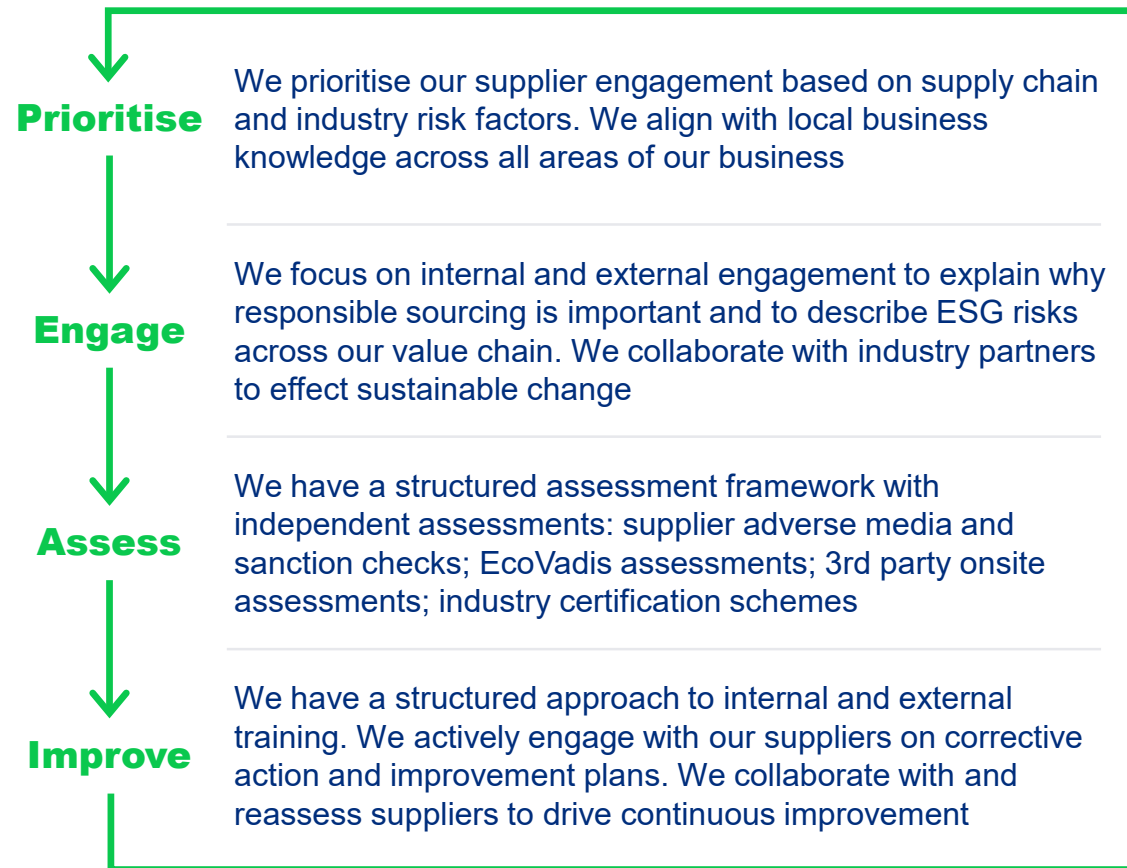 Prioritise
We prioritise our supplier engagement based on supply chain
and industry risk factors. We align with local business
knowledge across all areas of our business
Engage
We focus on internal and external engagement to explain why
responsible sourcing is important and to describe ESG risks
across our value chain. We collaborate with industry partners
to effect sustainable change
Assess
We have a structured assessment framework with
independent assessments: supplier adverse media and
sanction checks; EcoVadis assessments; 3rd party onsite
assessments; industry certification schemes
Improve
We have a structured approach to internal and external
training. We actively engage with our suppliers on corrective
action and improvement plans. We collaborate with and
reassess suppliers to drive continuous improvement